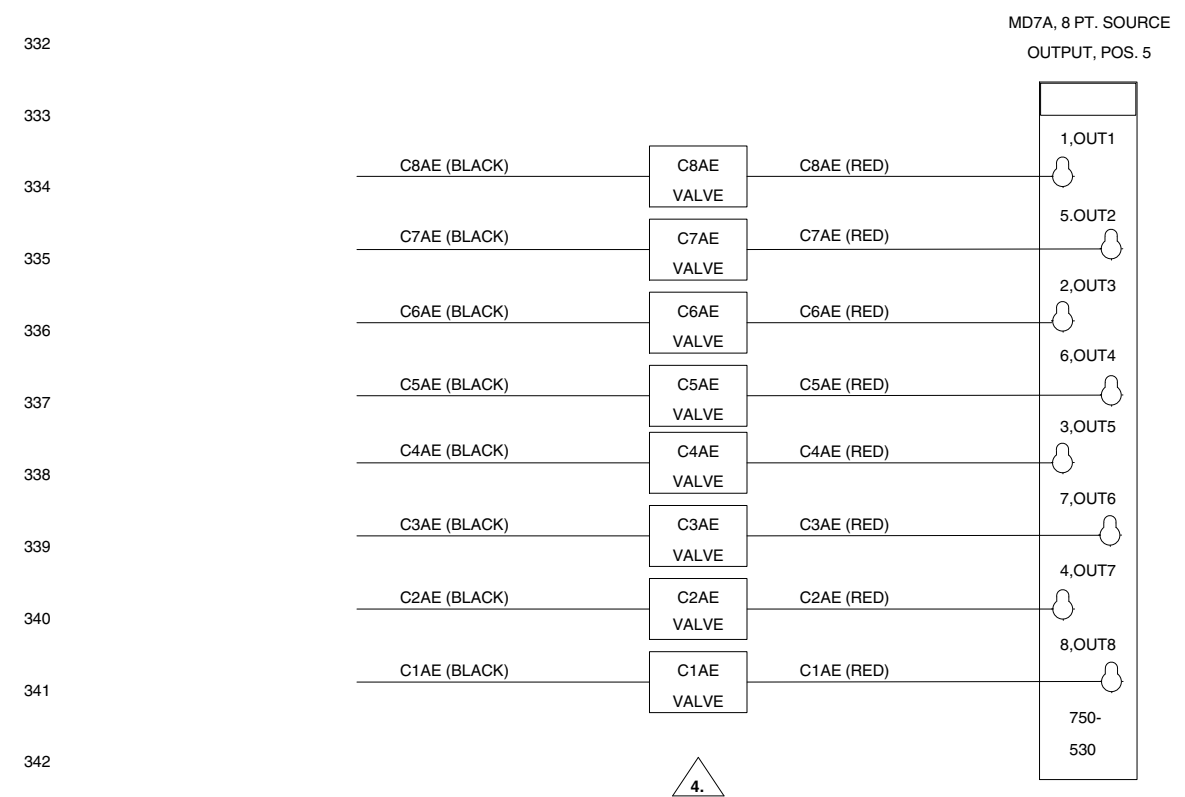 MD7A, 8 PT. SOURCE
332
OUTPUT, POS. 5
333
1,OUT1
C8AE (BLACK) C8AE C8AE (RED)
334
VALVE
5.OUT2
C7AE (BLACK) C7AE C7AE (RED)
335
VALVE
2,OUT3
C6AE (BLACK) C6AE C6AE (RED)
336
VALVE
6,OUT4
C5AE (BLACK) C5AE C5AE (RED)
337
VALVE
3,OUT5
C4AE (BLACK) C4AE C4AE (RED)
338
VALVE
7,OUT6
C3AE (BLACK) C3AE C3AE (RED)
339
VALVE
4,OUT7
C2AE (BLACK) C2AE C2AE (RED)
340
VALVE
8,OUT8
C1AE (BLACK) C1AE C1AE (RED)
341
VALVE
750-
530
342
4.